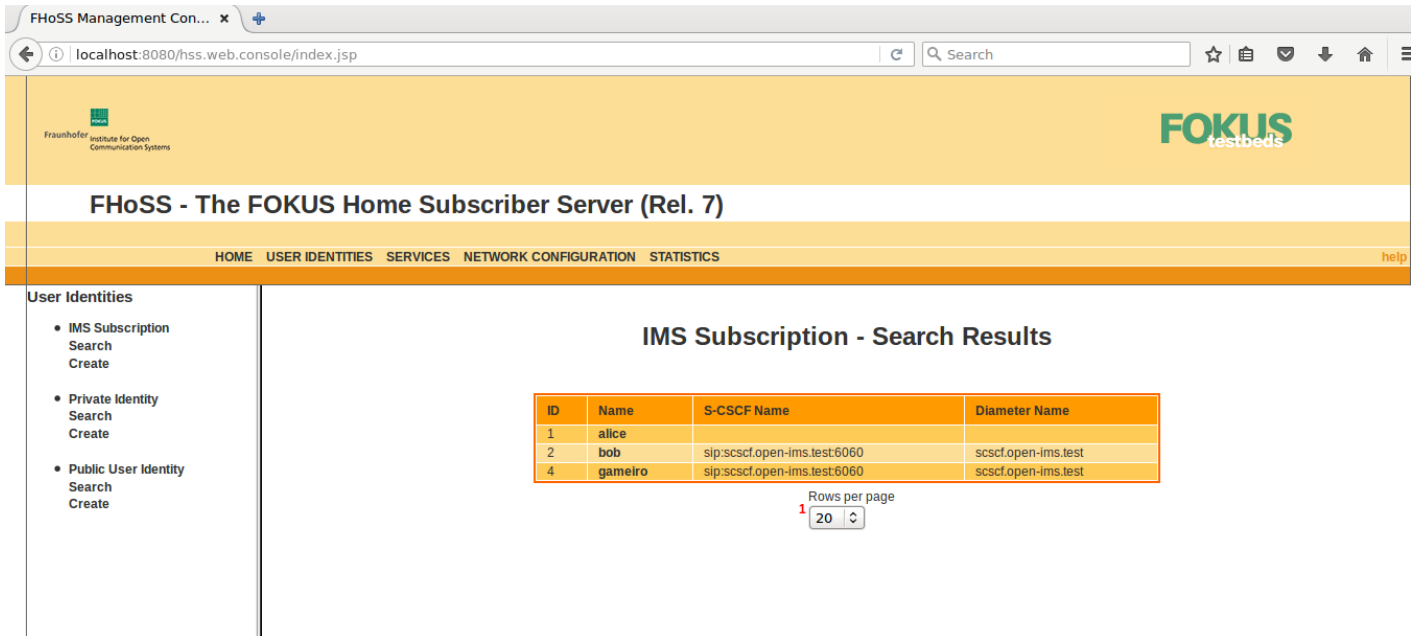 FHoSS Management Con... ×
localhost:8080/hss.web.console/index.jsp
Search
FOKUS
Fraunhofer Institute for Open
Communication Systems
FOKUS
testbeds
FHoSS - The FOKUS Home Subscriber Server (Rel. 7)
HOME USER IDENTITIES SERVICES NETWORK CONFIGURATION STATISTICS help
User Identities
IMS Subscription
Search
Create
Private Identity
Search
Create
Public User Identity
Search
Create
IMS Subscription - Search Results
ID Name S-CSCF Name Diameter Name
1 alice
2 bob sip:scscf.open-ims.test:6060 scscf.open-ims.test
4 gameiro sip:scscf.open-ims.test:6060 scscf.open-ims.test
Rows per page
1 20